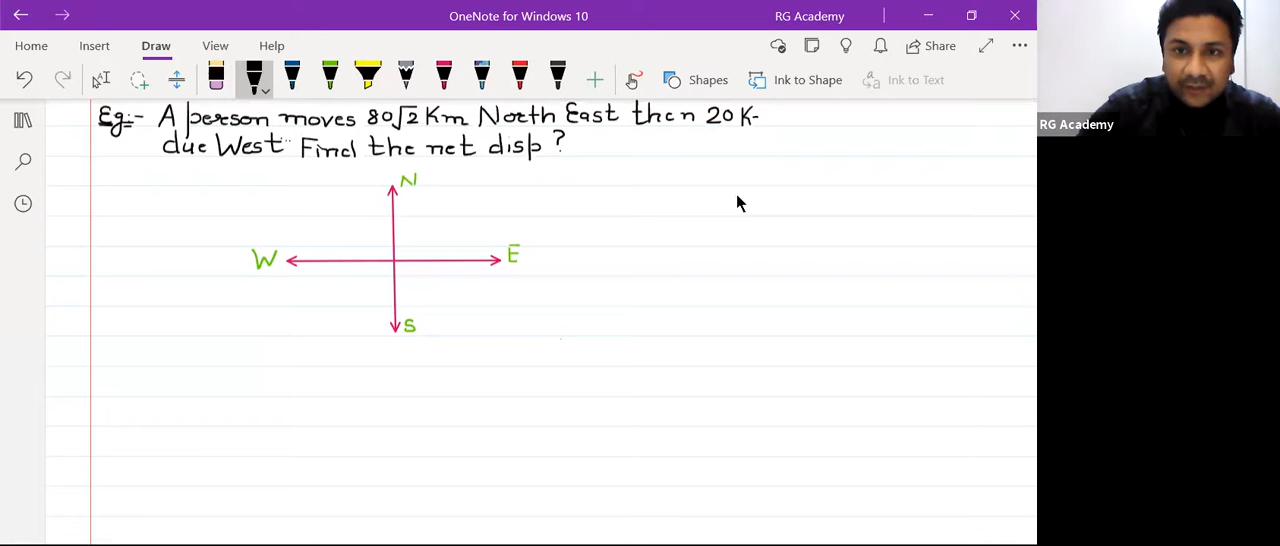 OneNote for Windows 10
RG Academy
Home Insert Draw View Help
Share
Shapes
Ink to Shape
Ink to Text
Eg:- A person moves 80√2 Km North East then 20 K-
due West.. Find the net disp?
N
W
E
S
RG Academy